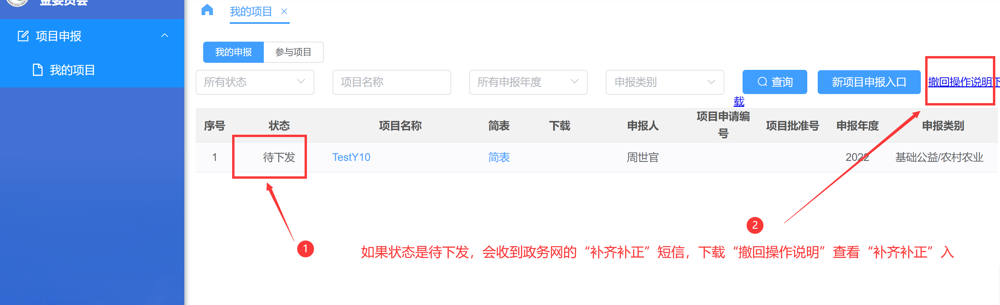 金委员会
项目申报
我的项目
我的项目
我的申报 参与项目
所有状态 项目名称 所有申报年度 申报类别 查询 新项目申报入口 撤回操作说明下
载
序号 状态 项目名称 简表 下载 申报人 项目申请编号 项目批准号 申报年度 申报类别
1 待下发 TestY10 简表 周世官 2022 基础公益/农村农业
2
1
如果状态是待下发，会收到政务网的“补齐补正”短信，下载“撤回操作说明”查看“补齐补正”入